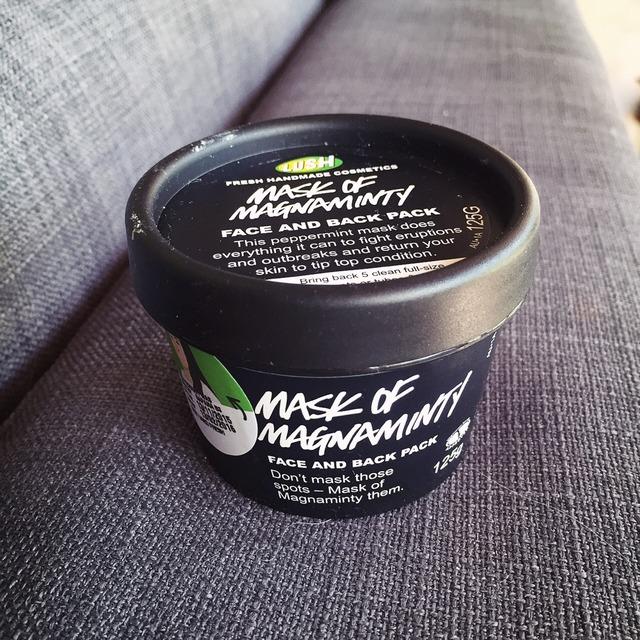 LUSH
FRESH HANDMADE COSMETICS
MASK OF
MAGNAMINTY
FACE AND BACK PACK
This peppermint mask does
everything it can to fight eruptions
and outbreaks and return your
skin to tip top condition.
125G
Bring back 5 clean full-size
MASK OF
MAGNAMINTY
FACE AND BACK PACK
125g
Don't mask those
spots – Mask of
Magnaminty them.